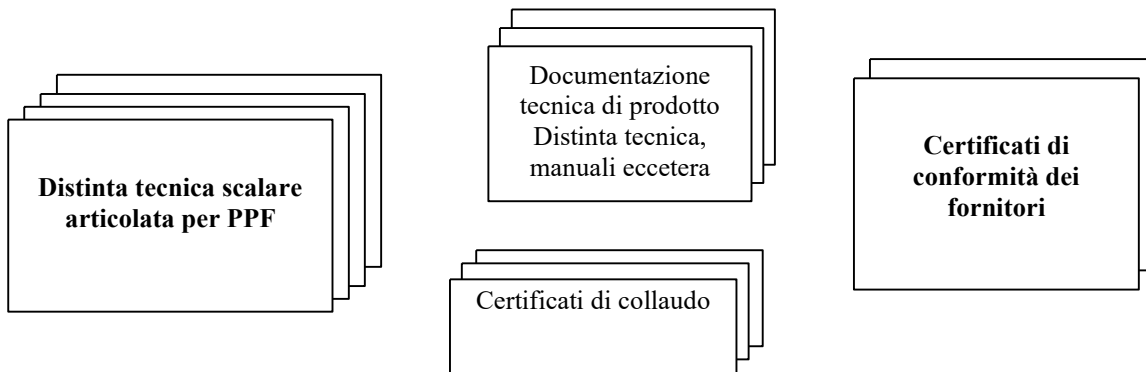 Distinta tecnica scalare
articolata per PPF
Documentazione
tecnica di prodotto
Distinta tecnica,
manuali eccetera
Certificati di collaudo
Certificati di
conformità dei
fornitori